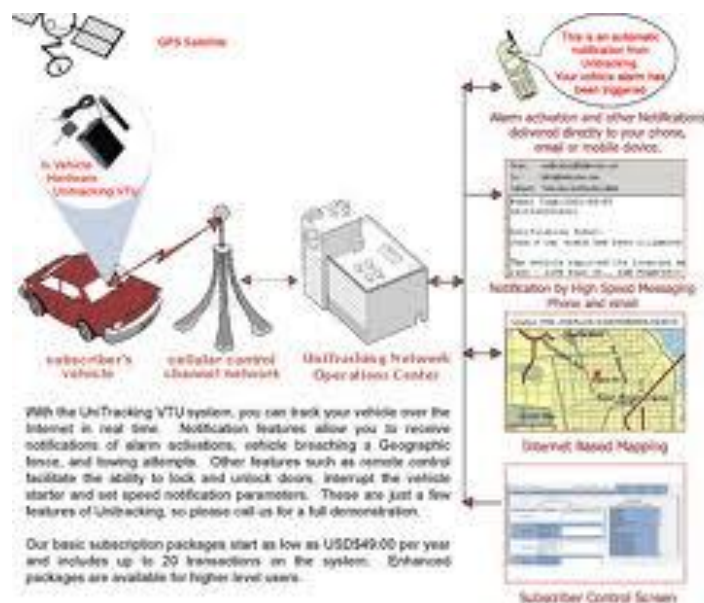 GPS Satellite
This is an automatic
notification from
Unitracking
Your vehicle alarm has
been triggered
Alarm activation and other Notifications
delivered directly to your phone,
email or mobile device.
In Vehicle
Hardware
Unitracking VTU
Notification by High Speed Messaging
Phone and email
subscriber's
vehicle
cellular control
channel network
UniTracking Network
Operations Center
Internet Based Mapping
With the UniTracking VTU system, you can track your vehicle over the
Internet in real time. Notification features allow you to receive
notifications of alarm activations, vehicle breaching a Geographic
fence, and towing attempts. Other features such as remote control
facilitate the ability to lock and unlock doors, interrupt the vehicle
starter and set speed notification parameters. These are just a few
features of Unitracking, so please call us for a full demonstration.
Our basic subscription packages start as low as USD$49.00 per year
and includes up to 20 transactions on the system. Enhanced
packages are available for higher level users.
Subscriber Control Screen